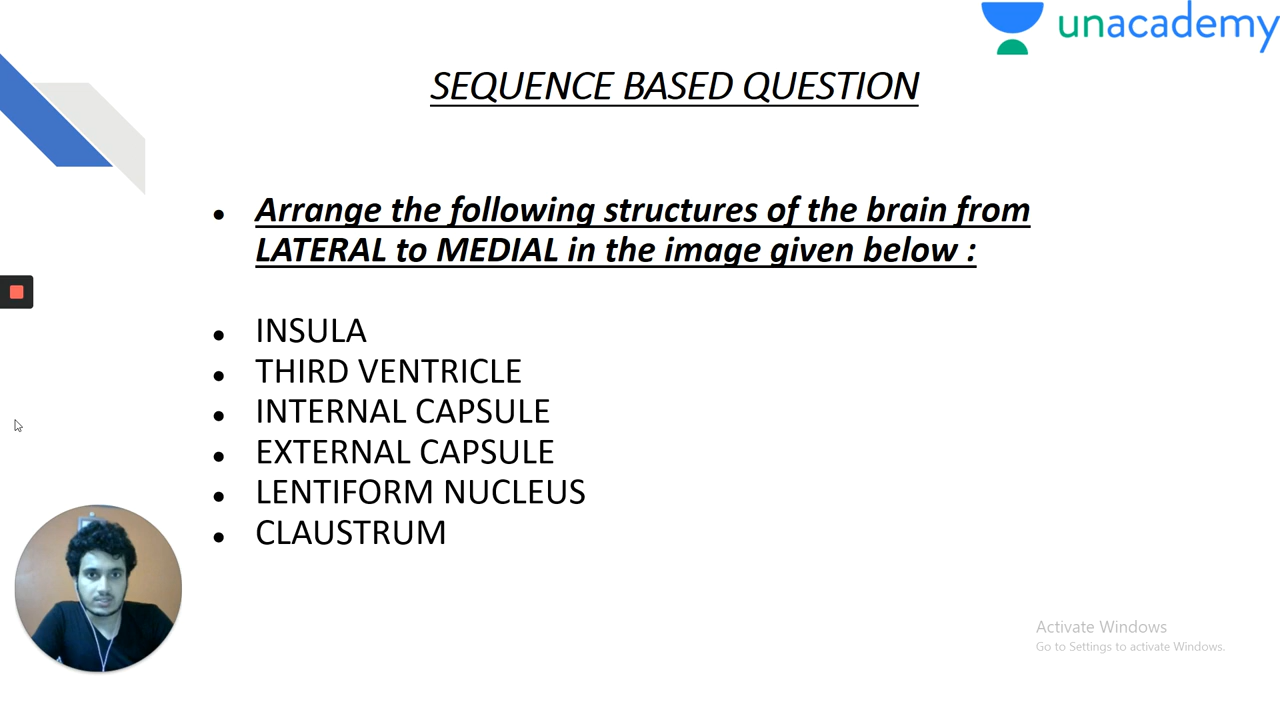 unacademy
SEQUENCE BASED QUESTION
• Arrange the following structures of the brain from
LATERAL to MEDIAL in the image given below :
• INSULA
• THIRD VENTRICLE
• INTERNAL CAPSULE
• EXTERNAL CAPSULE
• LENTIFORM NUCLEUS
• CLAUSTRUM
Activate Windows
Go to Settings to activate Windows.